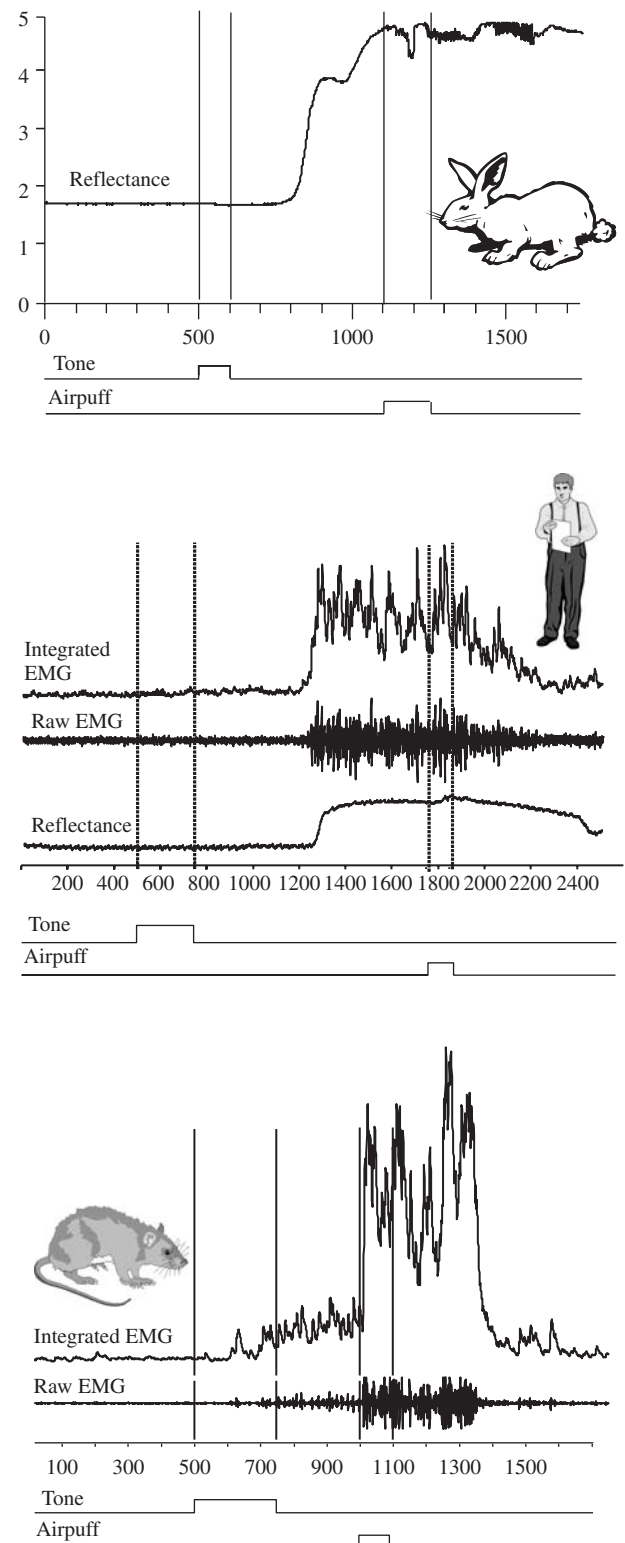 5
4
3
Reflectance
2
1
0
0 500 1000 1500
Tone
Airpuff
Integrated
EMG
Raw EMG
Reflectance
200 400 600 800 1000 1200 1400 1600 1800 2000 2200 2400
Tone
Airpuff
Integrated EMG
Raw EMG
100 300 500 700 900 1100 1300 1500
Tone
Airpuff